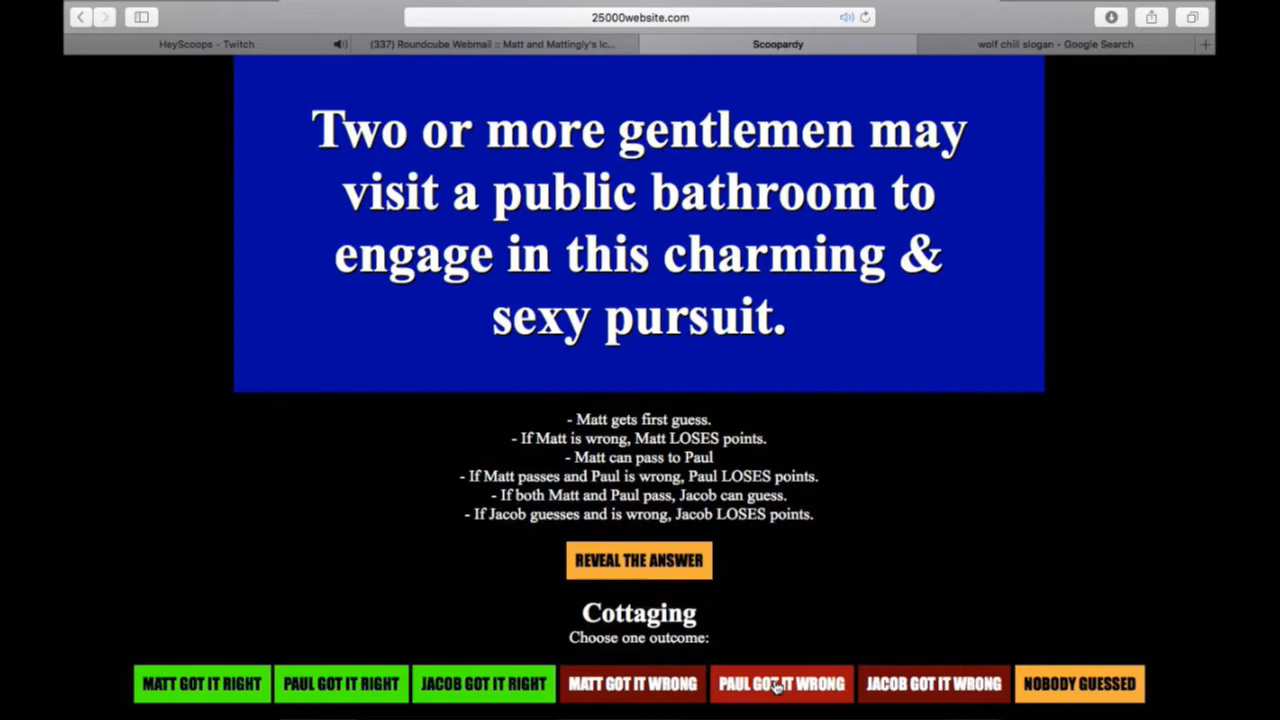 25000website.com
HeyScoops - Twitch
(337) Roundcube Webmail :: Matt and Mattingly's Ic...
Scoopardy
wolf chili slogan - Google Search
Two or more gentlemen may
visit a public bathroom to
engage in this charming &
sexy pursuit.
- Matt gets first guess.
- If Matt is wrong, Matt LOSES points.
- Matt can pass to Paul
- If Matt passes and Paul is wrong, Paul LOSES points.
- If both Matt and Paul pass, Jacob can guess.
- If Jacob guesses and is wrong, Jacob LOSES points.
REVEAL THE ANSWER
Cottaging
Choose one outcome:
MATT GOT IT RIGHT
PAUL GOT IT RIGHT
JACOB GOT IT RIGHT
MATT GOT IT WRONG
PAUL GOT IT WRONG
JACOB GOT IT WRONG
NOBODY GUESSED